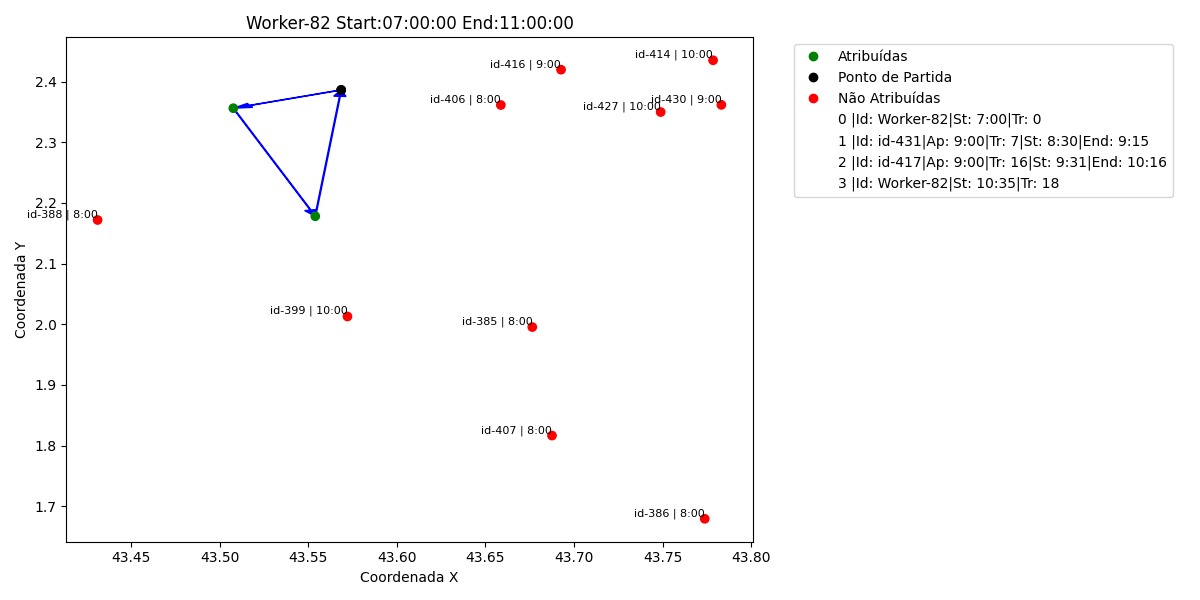 Worker-82 Start:07:00:00 End:11:00:00
id-414 | 10:00
id-416 | 9:00
id-406 | 8:00
id-427 | 10:00
id-430 | 9:00
id-388 | 8:00
id-399 | 10:00
id-385 | 8:00
id-407 | 8:00
id-386 | 8:00
2.4
2.3
2.2
2.1
2.0
1.9
1.8
1.7
Coordenada Y
43.45 43.50 43.55 43.60 43.65 43.70 43.75 43.80
Coordenada X
Atribuídas
Ponto de Partida
Não Atribuídas
0 |Id: Worker-82|St: 7:00|Tr: 0
1 |Id: id-431|Ap: 9:00|Tr: 7|St: 8:30|End: 9:15
2 |Id: id-417|Ap: 9:00|Tr: 16|St: 9:31|End: 10:16
3 |Id: Worker-82|St: 10:35|Tr: 18